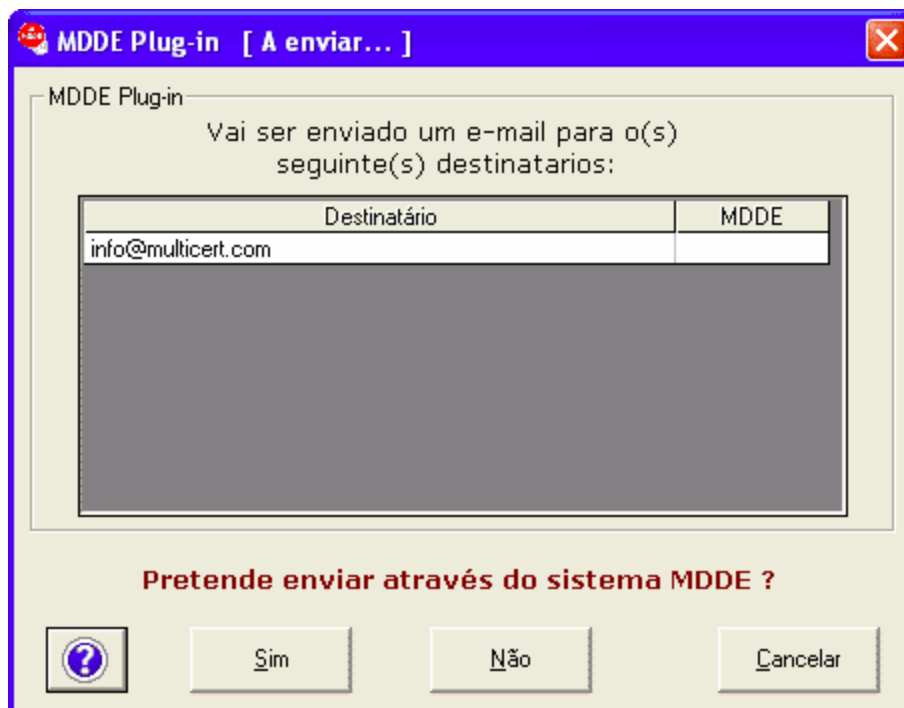 MDDE Plug-in [ A enviar... ]
MDDE Plug-in
Vai ser enviado um e-mail para o(s)
seguinte(s) destinatarios:
Destinatário MDDE
info@multicert.com
Pretende enviar através do sistema MDDE ?
? Sim Não Cancelar